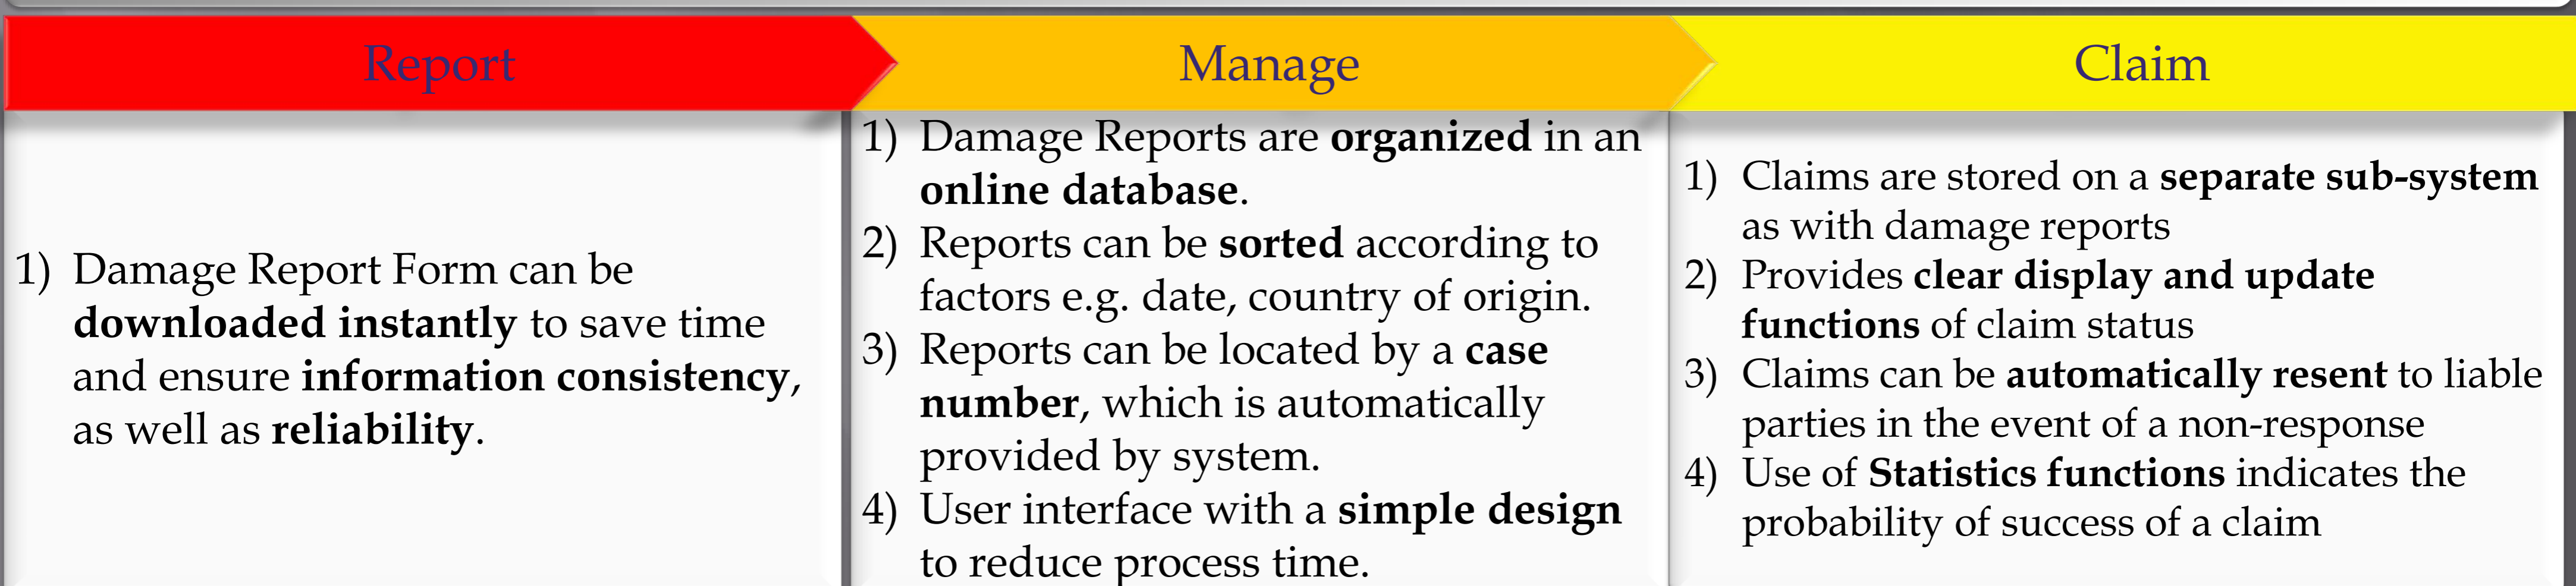 Report
Manage
Claim
1) Damage Report Form can be
downloaded instantly to save time
and ensure information consistency,
as well as reliability.
1) Damage Reports are organized in an
online database.
2) Reports can be sorted according to
factors e.g. date, country of origin.
3) Reports can be located by a case
number, which is automatically
provided by system.
4) User interface with a simple design
to reduce process time.
1) Claims are stored on a separate sub-system
as with damage reports
2) Provides clear display and update
functions of claim status
3) Claims can be automatically resent to liable
parties in the event of a non-response
4) Use of Statistics functions indicates the
probability of success of a claim